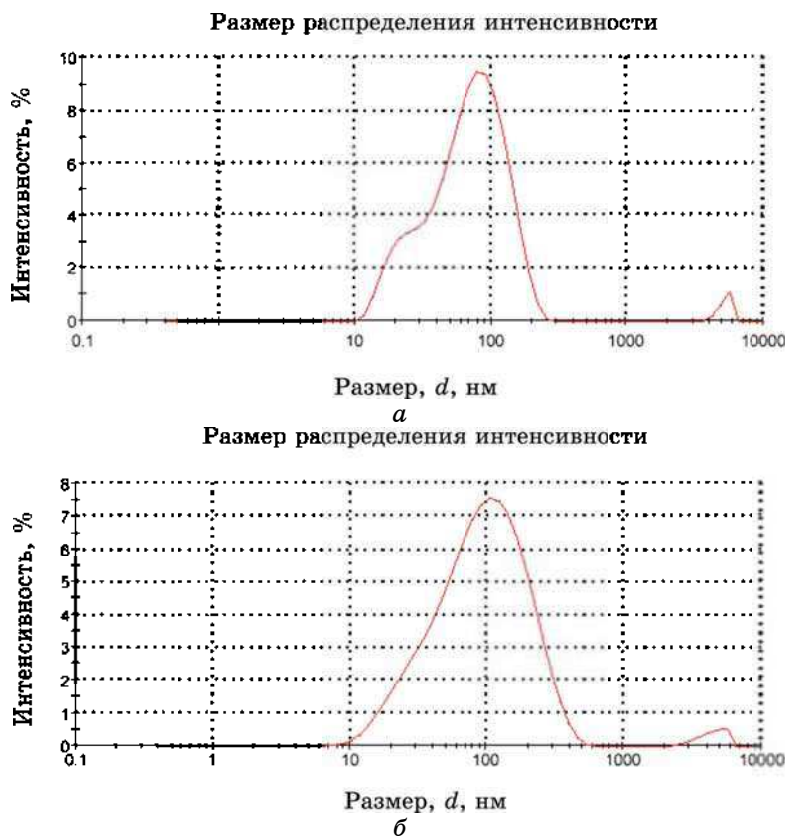 Размер распределения интенсивности
Интенсивность, %
10
8
6
4
2
0
0.1 1 10 100 1000 10000
Размер, d, нм
а
Размер распределения интенсивности
Интенсивность, %
8
7
6
5
4
3
2
1
0
0.1 1 10 100 1000 10000
Размер, d, нм
б